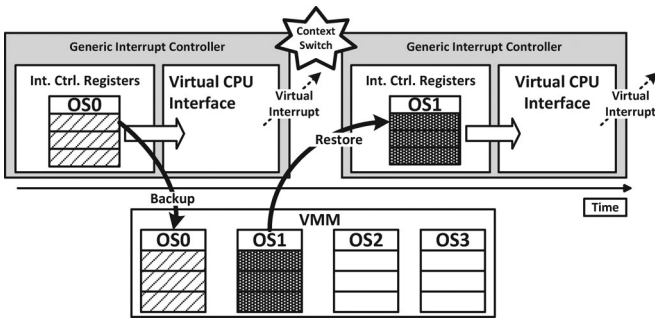 Context
Switch
Generic Interrupt Controller
Int. Ctrl. Registers
OS0
Virtual CPU
Interface
Virtual
Interrupt
Generic Interrupt Controller
Int. Ctrl. Registers
OS1
Virtual CPU
Interface
Virtual
Interrupt
Restore
Backup
Time
VMM
OS0
OS1
OS2
OS3